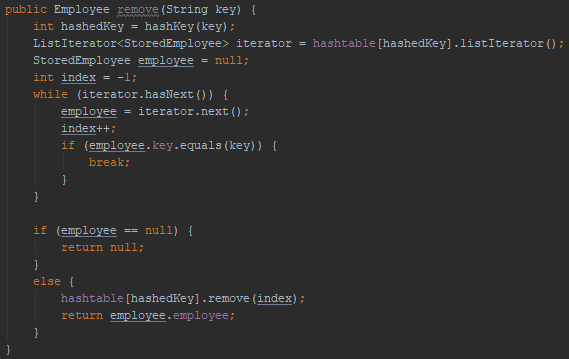 public Employee remove(String key) {
    int hashedKey = hashKey(key);
    ListIterator<StoredEmployee> iterator = hashtable[hashedKey].listIterator();
    StoredEmployee employee = null;
    int index = -1;
    while (iterator.hasNext()) {
        employee = iterator.next();
        index++;
        if (employee.key.equals(key)) {
            break;
        }
    }

    if (employee == null) {
        return null;
    }
    else {
        hashtable[hashedKey].remove(index);
        return employee.employee;
    }
}